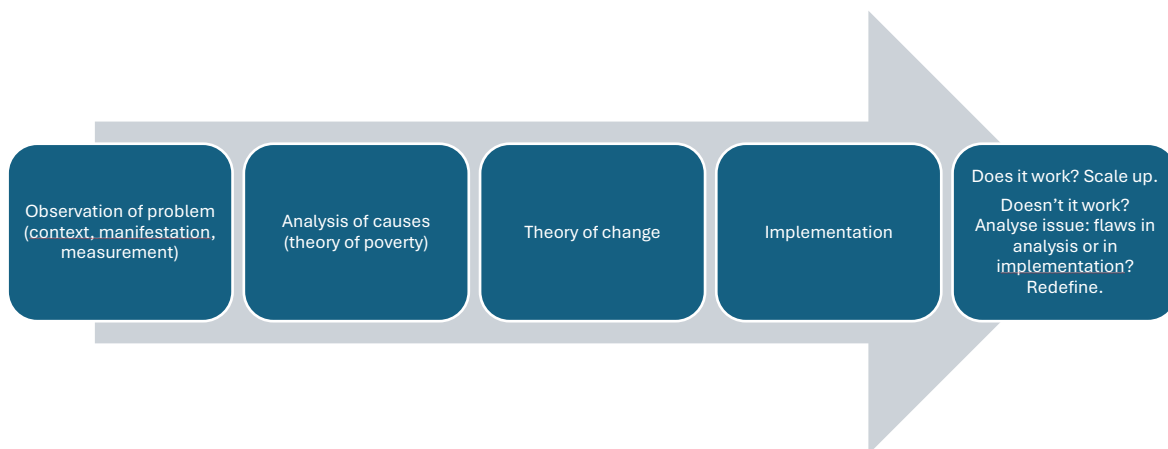 Observation of problem
(context, manifestation,
measurement)
Analysis of causes
(theory of poverty)
Theory of change
Implementation
Does it work? Scale up.
Doesn’t it work?
Analyse issue: flaws in
analysis or in
implementation?
Redefine.